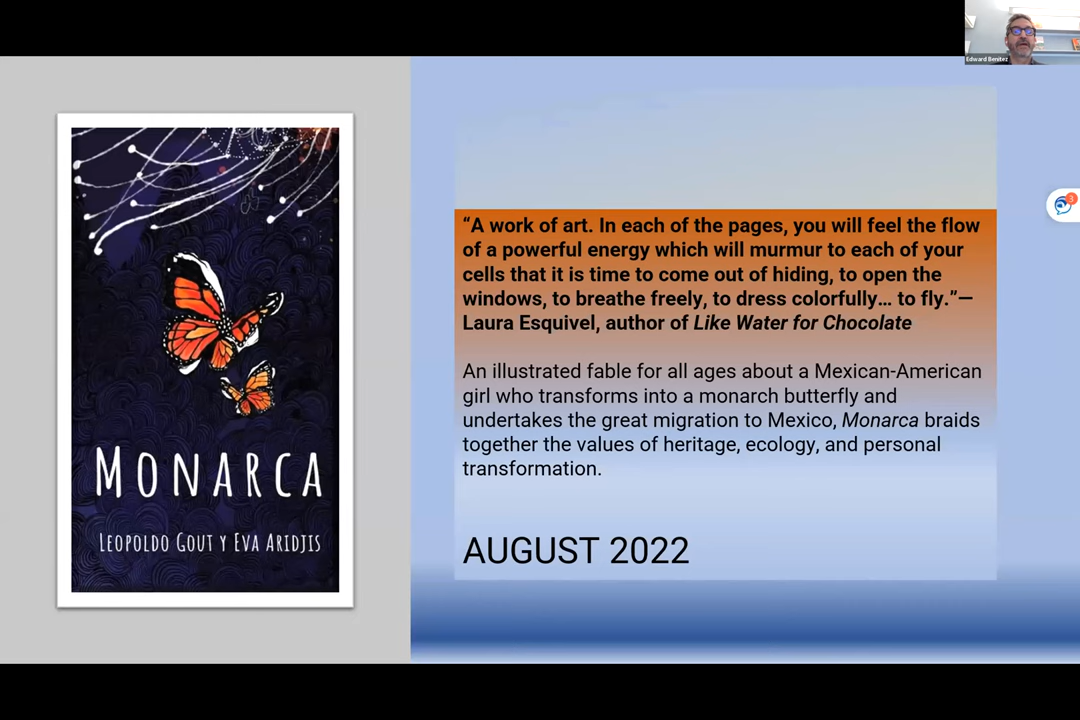 Edward Benitez
3
MONARCA
LEOPOLDO GOUT Y EVA ARIDJIS
“A work of art. In each of the pages, you will feel the flow
of a powerful energy which will murmur to each of your
cells that it is time to come out of hiding, to open the
windows, to breathe freely, to dress colorfully… to fly.”—
Laura Esquivel, author of Like Water for Chocolate
An illustrated fable for all ages about a Mexican-American
girl who transforms into a monarch butterfly and
undertakes the great migration to Mexico, Monarca braids
together the values of heritage, ecology, and personal
transformation.
AUGUST 2022